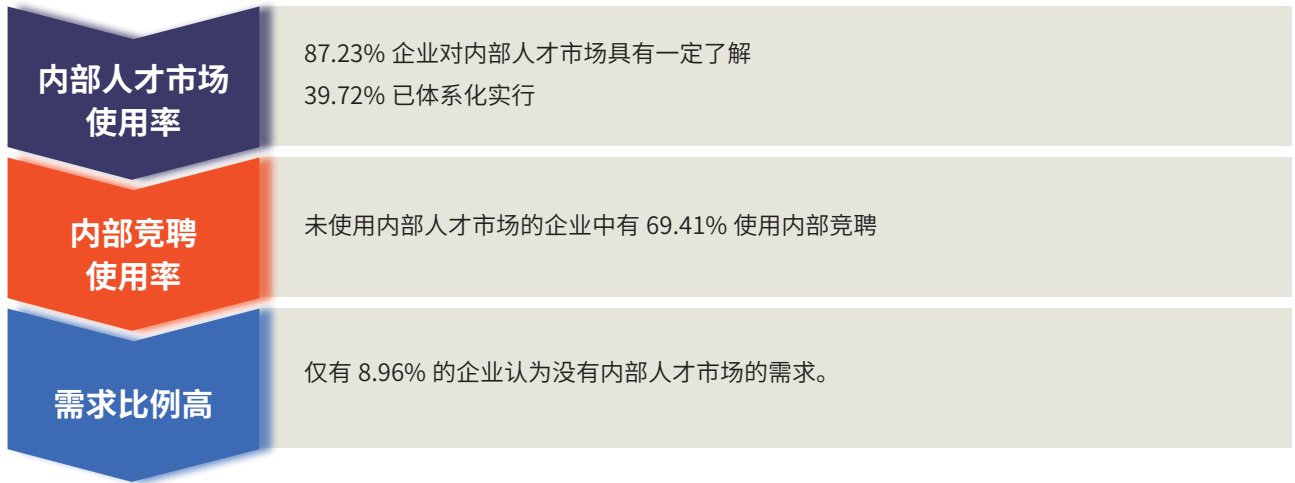 内部人才市场
使用率
87.23% 企业对内部人才市场具有一定了解
39.72% 已体系化实行
内部竞聘
使用率
未使用内部人才市场的企业中有 69.41% 使用内部竞聘
需求比例高
仅有 8.96% 的企业认为没有内部人才市场的需求。